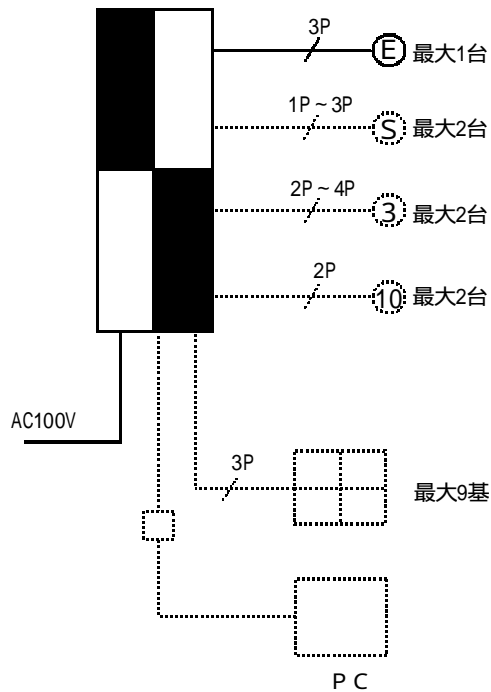 3P
E 最大1台
1P~3P
S 最大2台
2P~4P
3 最大2台
2P
10 最大2台
AC100V
3P
最大9基
ＰＣ